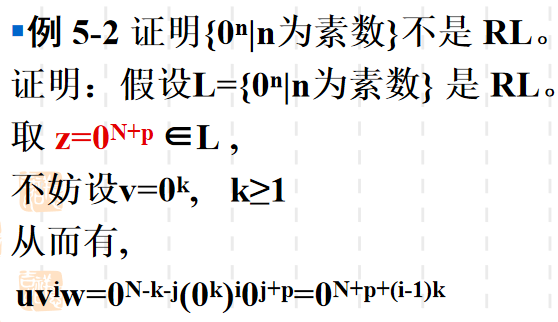 ▪例 5-2 证明{0ⁿ|n为素数}不是 RL。
证明：假设L={0ⁿ|n为素数} 是 RL。
取 z=0ᴺ⁺ᵖ ∈L ,
不妨设v=0ᵏ, k≥1
从而有,
uvⁱw=0ᴺ⁻ᵏ⁻ʲ(0ᵏ)ⁱ0ʲ⁺ᵖ=0ᴺ⁺ᵖ⁺⁽ⁱ⁻¹⁾ᵏ